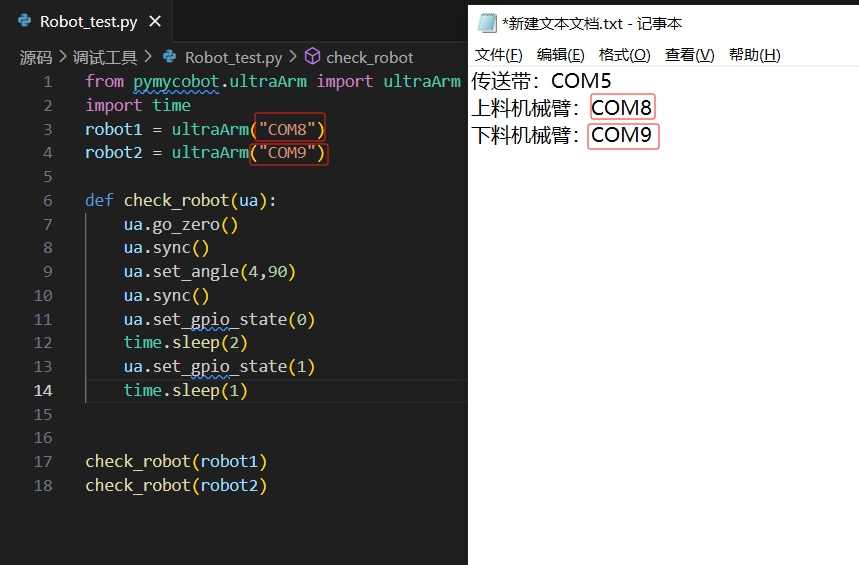 Robot_test.py
源码 > 调试工具 > Robot_test.py > check_robot
1 from pymycobot.ultraArm import ultraArm
2 import time
3 robot1 = ultraArm("COM8")
4 robot2 = ultraArm("COM9")
5
6 def check_robot(ua):
7 ua.go_zero()
8 ua.sync()
9 ua.set_angle(4,90)
10 ua.sync()
11 ua.set_gpio_state(0)
12 time.sleep(2)
13 ua.set_gpio_state(1)
14 time.sleep(1)
15
16
17 check_robot(robot1)
18 check_robot(robot2)
*新建文本文档.txt - 记事本
文件(F) 编辑(E) 格式(O) 查看(V) 帮助(H)
传送带：COM5
上料机械臂：COM8
下料机械臂：COM9